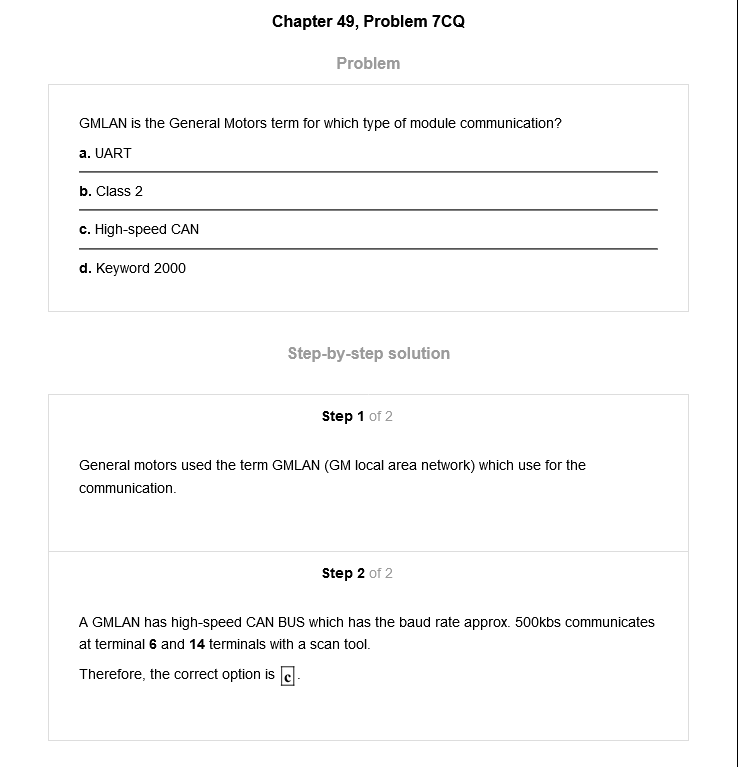 Chapter 49, Problem 7CQ
Problem
GMLAN is the General Motors term for which type of module communication?
a. UART
b. Class 2
c. High-speed CAN
d. Keyword 2000
Step-by-step solution
Step 1 of 2
General motors used the term GMLAN (GM local area network) which use for the
communication.
Step 2 of 2
A GMLAN has high-speed CAN BUS which has the baud rate approx. 500kbs communicates
at terminal 6 and 14 terminals with a scan tool.
Therefore, the correct option is c.